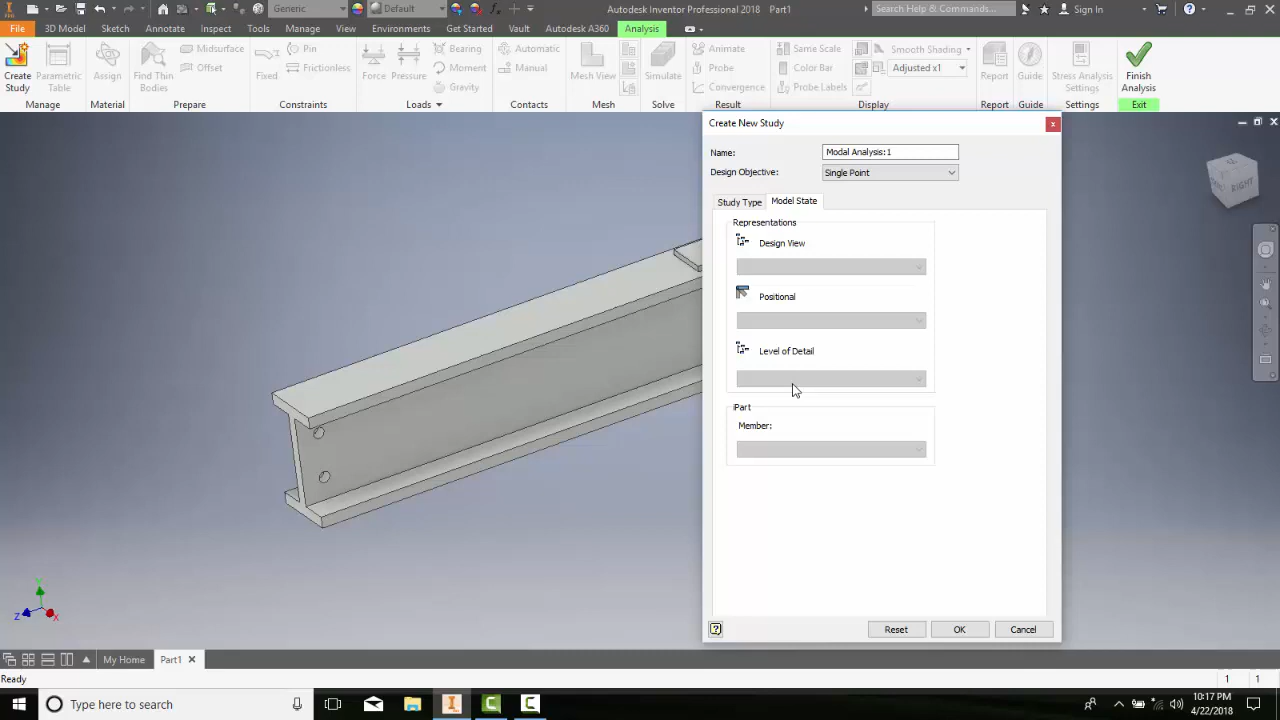 Generic
Default
Autodesk Inventor Professional 2018
Part1
Search Help & Commands...
Sign In
File
3D Model
Sketch
Annotate
Inspect
Tools
Manage
View
Environments
Get Started
Vault
Autodesk A360
Analysis
Create Study
Parametric Table
Assign
Find Thin Bodies
Midsurface
Offset
Fixed
Pin
Frictionless
Force
Pressure
Bearing
Moment
Gravity
Automatic
Manual
Mesh View
Simulate
Animate
Probe
Convergence
Same Scale
Color Bar
Probe Labels
Smooth Shading
Adjusted x1
Report
Guide
Stress Analysis Settings
Finish Analysis
Manage
Material
Prepare
Constraints
Loads
Contacts
Mesh
Solve
Result
Display
Report
Guide
Settings
Exit
Create New Study
Name:
Modal Analysis:1
Design Objective:
Single Point
Study Type
Model State
Representations
Design View
Positional
Level of Detail
iPart
Member:
Reset
OK
Cancel
RIGHT
Y
Z
X
My Home
Part1
Ready
1
1
Type here to search
10:17 PM
4/22/2018